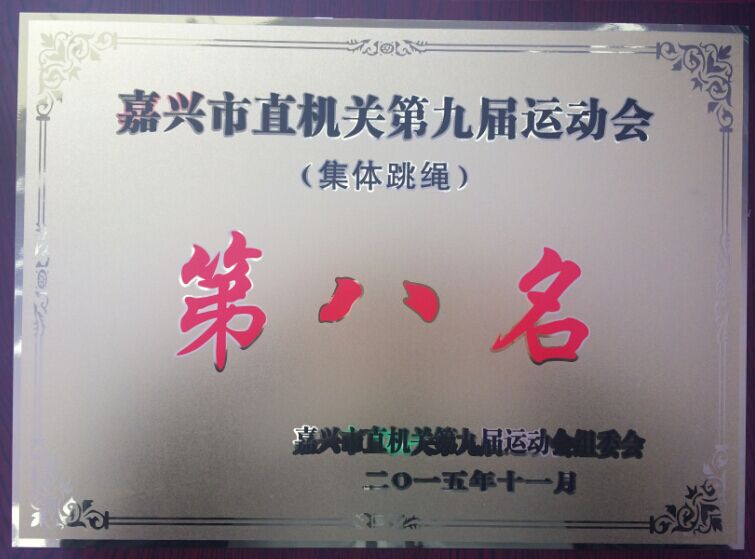 嘉兴市直机关第九届运动会
（集体跳绳）
第八名
嘉兴市直机关第九届运动会组委会
二〇一五年十一月